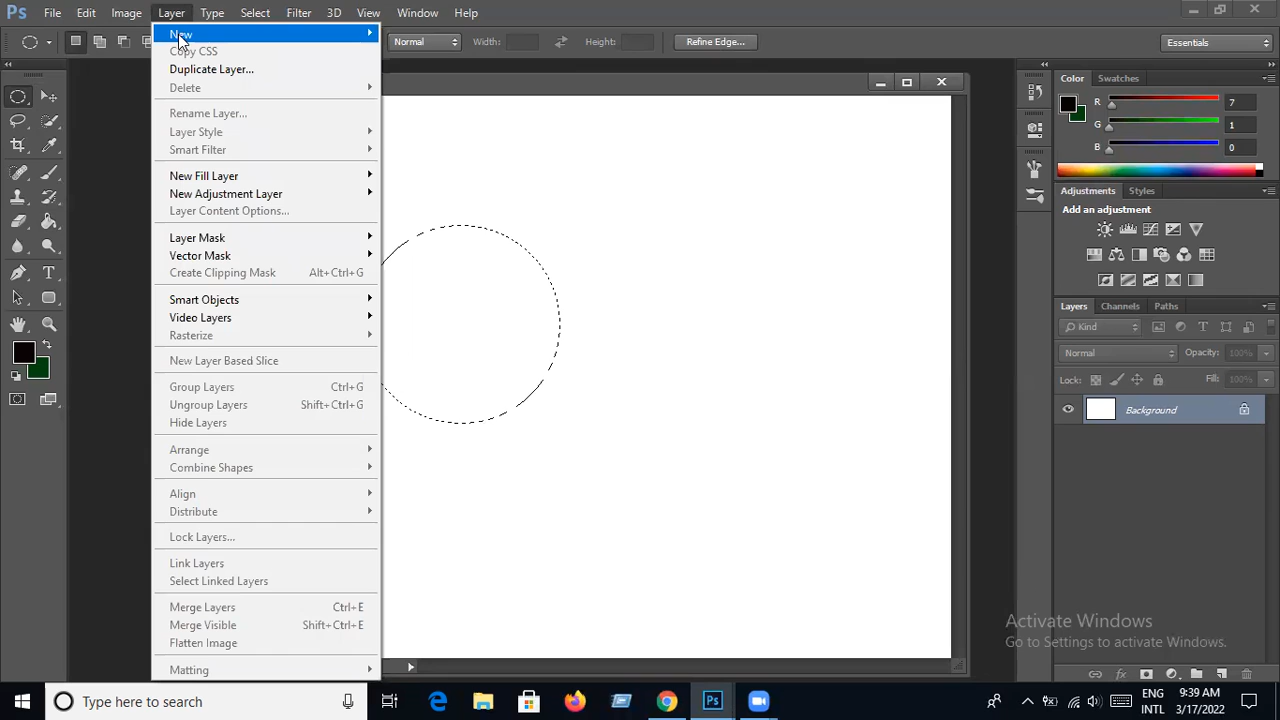 Ps File Edit Image Layer Type Select Filter 3D View Window Help
Normal Width: Height: Refine Edge... Essentials
New
Copy CSS
Duplicate Layer...
Delete
Rename Layer...
Layer Style
Smart Filter
New Fill Layer
New Adjustment Layer
Layer Content Options...
Layer Mask
Vector Mask
Create Clipping Mask Alt+Ctrl+G
Smart Objects
Video Layers
Rasterize
New Layer Based Slice
Group Layers Ctrl+G
Ungroup Layers Shift+Ctrl+G
Hide Layers
Arrange
Combine Shapes
Align
Distribute
Lock Layers...
Link Layers
Select Linked Layers
Merge Layers Ctrl+E
Merge Visible Shift+Ctrl+E
Flatten Image
Matting
Color Swatches
R 7
G 1
B 0
Adjustments Styles
Add an adjustment
Layers Channels Paths
Kind
Normal Opacity: 100%
Lock: Fill: 100%
Background
Activate Windows
Go to Settings to activate Windows.
Type here to search
Ps
ENG 9:39 AM
INTL 3/17/2022